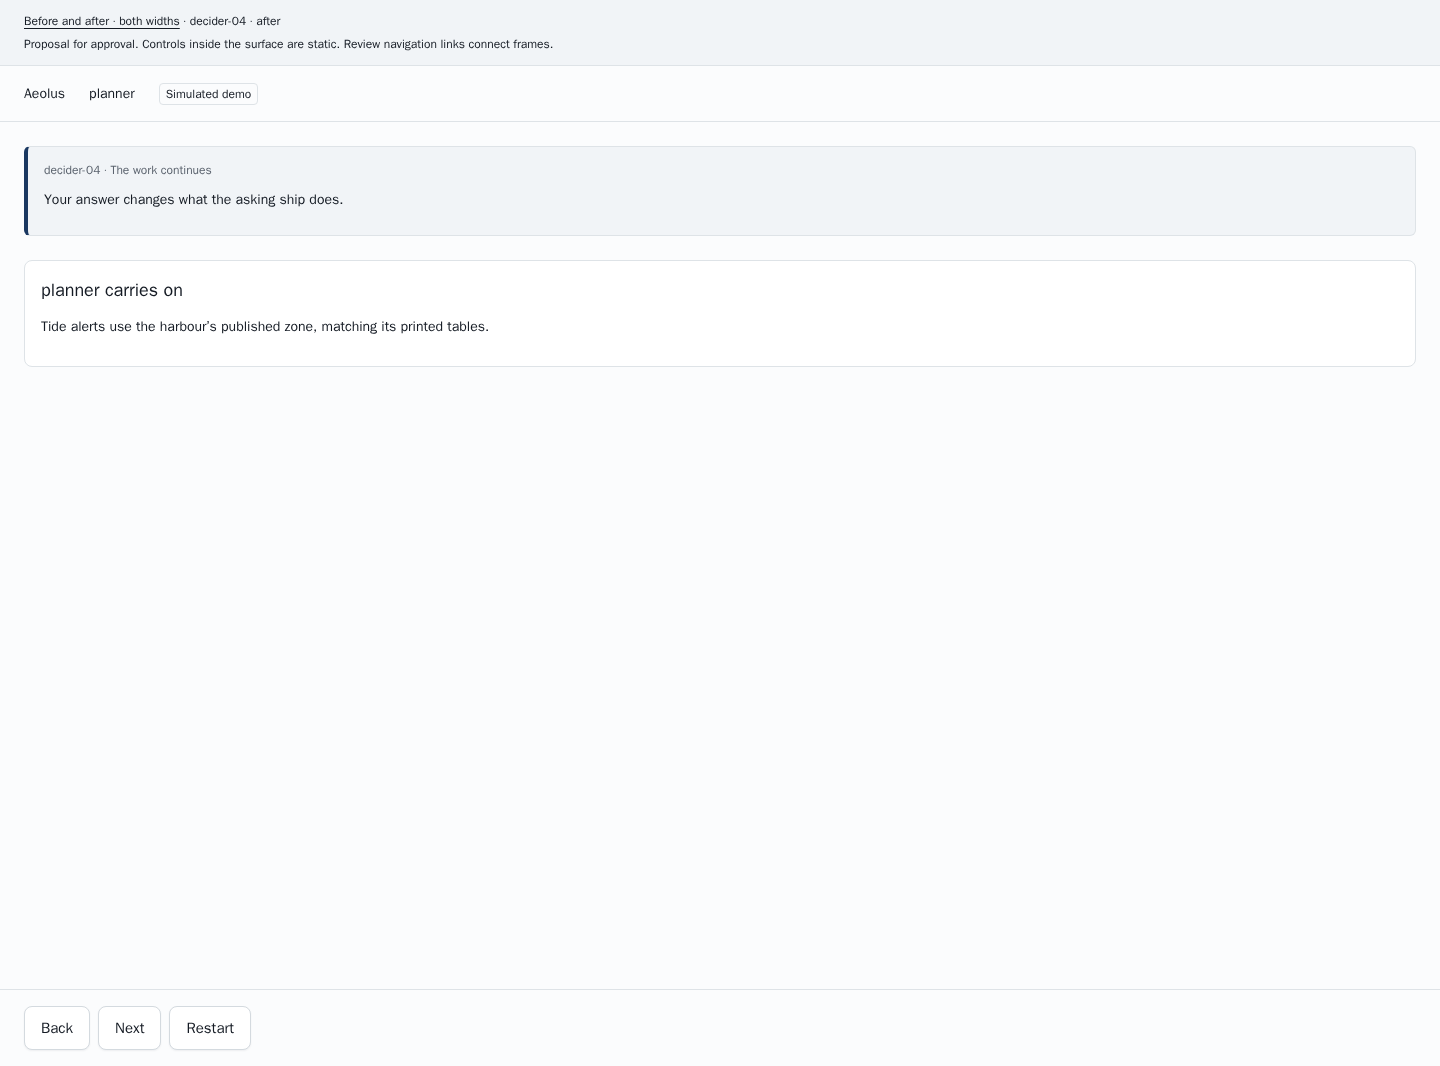 Before and after · both widths · decider-04 · after
Proposal for approval. Controls inside the surface are static. Review navigation links connect frames.
Aeolus planner Simulated demo
decider-04 · The work continues
Your answer changes what the asking ship does.
planner carries on
Tide alerts use the harbour's published zone, matching its printed tables.
Back Next Restart